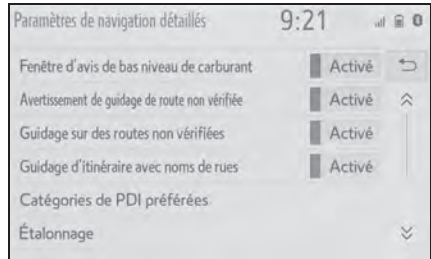 Paramètres de navigation détaillés 9:21
Fenêtre d'avis de bas niveau de carburant Activé
Avertissement de guidage de route non vérifiée Activé
Guidage sur des routes non vérifiées Activé
Guidage d'itinéraire avec noms de rues Activé
Catégories de PDI préférées
Étalonnage